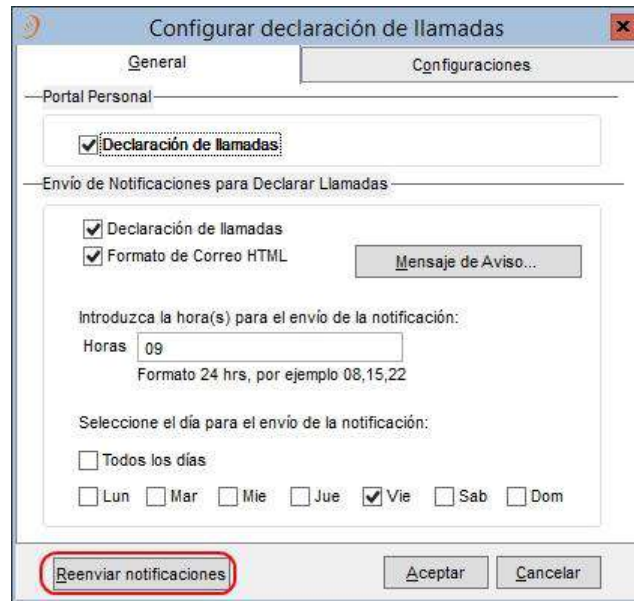 Configurar declaración de llamadas
General Configuraciones
Portal Personal
Declaración de llamadas
Envío de Notificaciones para Declarar Llamadas
Declaración de llamadas
Formato de Correo HTML
Mensaje de Aviso...
Introduzca la hora(s) para el envío de la notificación:
Horas 09
Formato 24 hrs, por ejemplo 08,15,22
Seleccione el día para el envío de la notificación:
Todos los días
Lun Mar Mie Jue Vie Sab Dom
Reenviar notificaciones Aceptar Cancelar